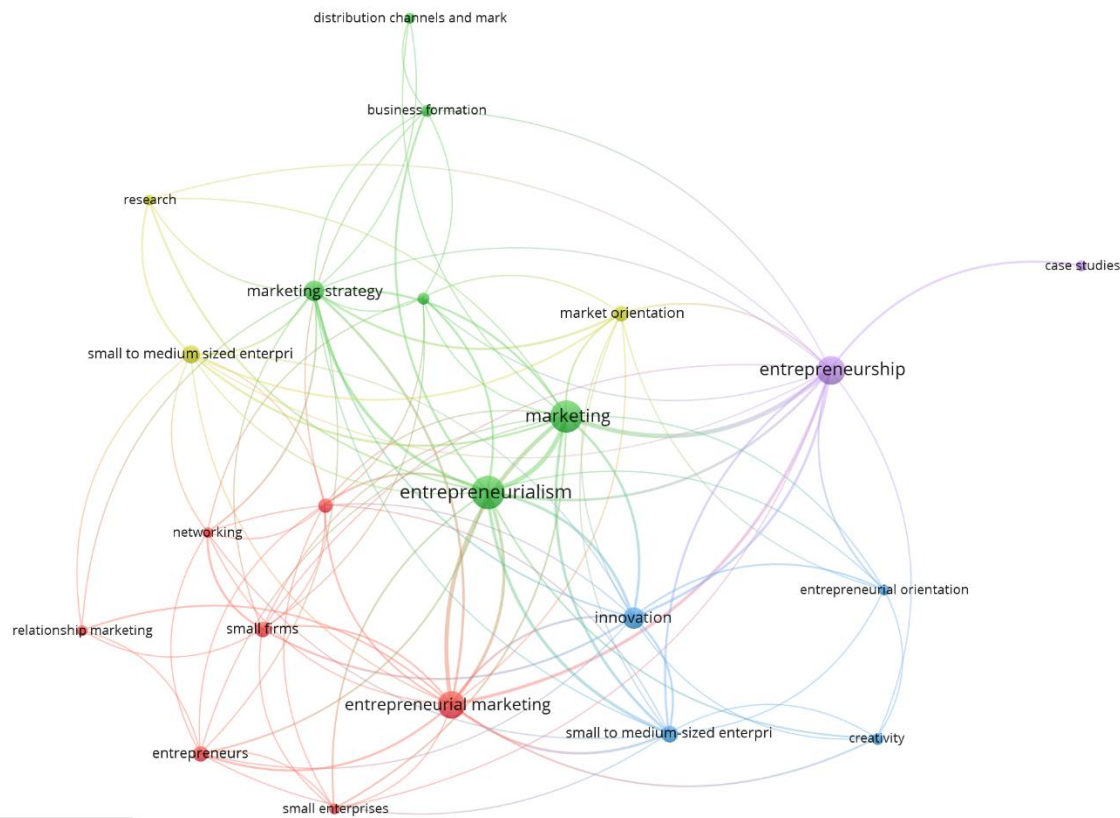 distribution channels and mark
business formation
research
case studies
marketing strategy
market orientation
small to medium sized enterpri
entrepreneurship
marketing
entrepreneurialism
networking
entrepreneurial orientation
innovation
relationship marketing
small firms
entrepreneurial marketing
small to medium-sized enterpri
creativity
entrepreneurs
small enterprises